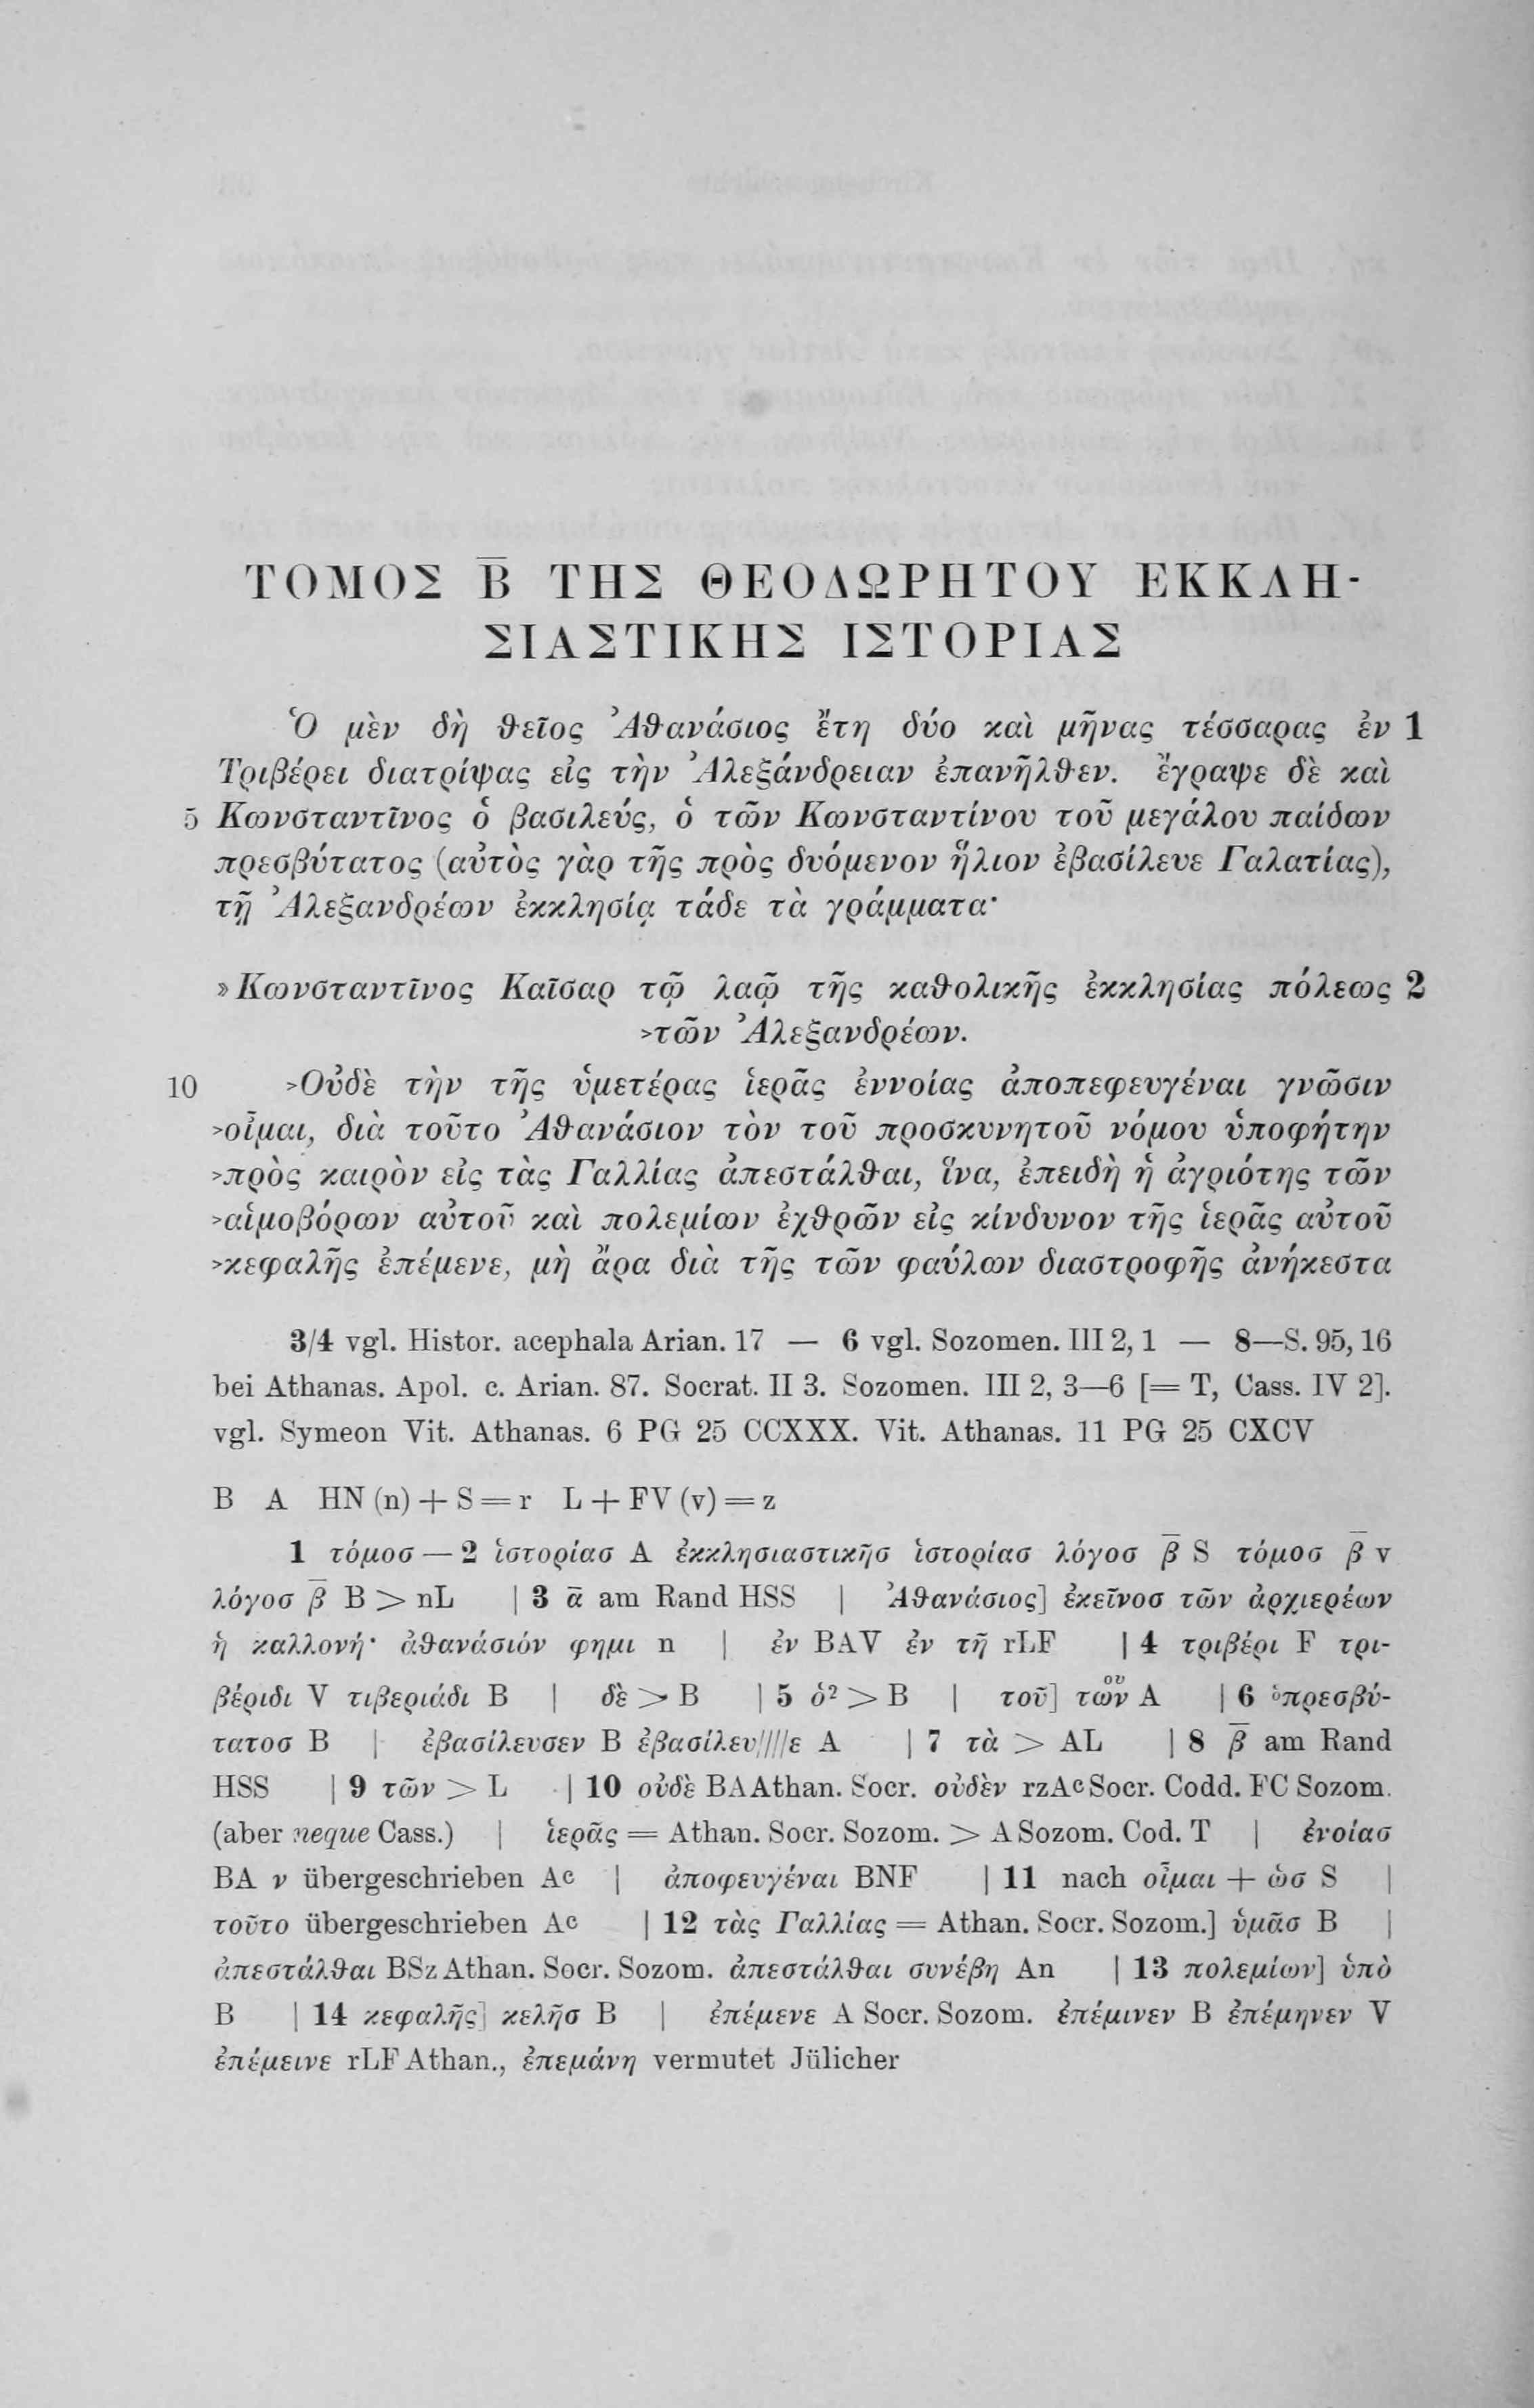 ΤΟΜΟΣ Β̅ ΤΗΣ ΘΕΟΔΩΡΗΤΟΥ ΕΚΚΛΗ-
ΣΙΑΣΤΙΚΗΣ ΙΣΤΟΡΙΑΣ
Ὁ μὲν δὴ θεῖος Ἀθανάσιος ἔτη δύο καὶ μῆνας τέσσαρας ἐν 1
Τριβέρει διατρίψας εἰς τὴν Ἀλεξάνδρειαν ἐπανῆλθεν. ἔγραψε δὲ καὶ
5 Κωνσταντῖνος ὁ βασιλεύς, ὁ τῶν Κωνσταντίνου τοῦ μεγάλου παίδων
πρεσβύτατος (αὐτὸς γὰρ τῆς πρὸς δυόμενον ἥλιον ἐβασίλευε Γαλατίας),
τῇ Ἀλεξανδρέων ἐκκλησίᾳ τάδε τὰ γράμματα·
»Κωνσταντῖνος Καῖσαρ τῷ λαῷ τῆς καθολικῆς ἐκκλησίας πόλεως 2
>τῶν Ἀλεξανδρέων.
10 >Οὐδὲ τὴν τῆς ὑμετέρας ἱερᾶς ἐννοίας ἀποπεφευγέναι γνῶσιν
>οἶμαι, διὰ τοῦτο Ἀθανάσιον τὸν τοῦ προσκυνητοῦ νόμου ὑποφήτην
>πρὸς καιρὸν εἰς τὰς Γαλλίας ἀπεστάλθαι, ἵνα, ἐπειδὴ ἡ ἀγριότης τῶν
>αἱμοβόρων αὐτοῦ καὶ πολεμίων ἐχθρῶν εἰς κίνδυνον τῆς ἱερᾶς αὐτοῦ
>κεφαλῆς ἐπέμενε, μὴ ἄρα διὰ τῆς τῶν φαύλων διαστροφῆς ἀνήκεστα
3/4 vgl. Histor. acephala Arian. 17 — 6 vgl. Sozomen. III 2, 1 — 8—S. 95, 16
bei Athanas. Apol. c. Arian. 87. Socrat. II 3. Sozomen. III 2, 3—6 [= T, Cass. IV 2].
vgl. Symeon Vit. Athanas. 6 PG 25 CCXXX. Vit. Athanas. 11 PG 25 CXCV
B A HN (n) + S = r L + FV (v) = z
1 τόμοσ — 2 ἱστορίασ A ἐκκλησιαστικῆσ ἱστορίασ λόγοσ β̅ S τόμοσ β̅ v
λόγοσ β̅ B > nL | 3 α̅ am Rand HSS | Ἀθανάσιος] ἐκεῖνοσ τῶν ἀρχιερέων
ἡ καλλονή· ἀθανάσιόν φημι n | ἐν BAV ἐν τῆ rLF | 4 τριβέρι F τρι-
βέριδι V τιβεριάδι B | δὲ > B | 5 ὁ² > B | τοῦ] τῶν̇ οῦ A | 6 ὁπρεσβύ-
τατοσ B | ἐβασίλευσεν B ἐβασίλευ////ε A | 7 τὰ > AL | 8 β̅ am Rand
HSS | 9 τῶν > L | 10 οὐδὲ BAAthan. Socr. οὐδὲν rzAᶜSocr. Codd. FC Sozom.
(aber neque Cass.) | ἱερᾶς = Athan. Socr. Sozom. > A Sozom. Cod. T | ἐνοίασ
BA ν übergeschrieben Aᶜ | ἀποφευγέναι BNF | 11 nach οἶμαι + ὡσ S |
τοῦτο übergeschrieben Aᶜ | 12 τὰς Γαλλίας = Athan. Socr. Sozom.] ὑμᾶσ B |
ἀπεστάλθαι BSz Athan. Socr. Sozom. ἀπεστάλθαι συνέβη An | 13 πολεμίων] ὑπὸ
B | 14 κεφαλῆς] κελῆσ B | ἐπέμενε A Socr. Sozom. ἐπέμινεν B ἐπέμηνεν V
ἐπέμεινε rLF Athan., ἐπεμάνη vermutet Jülicher